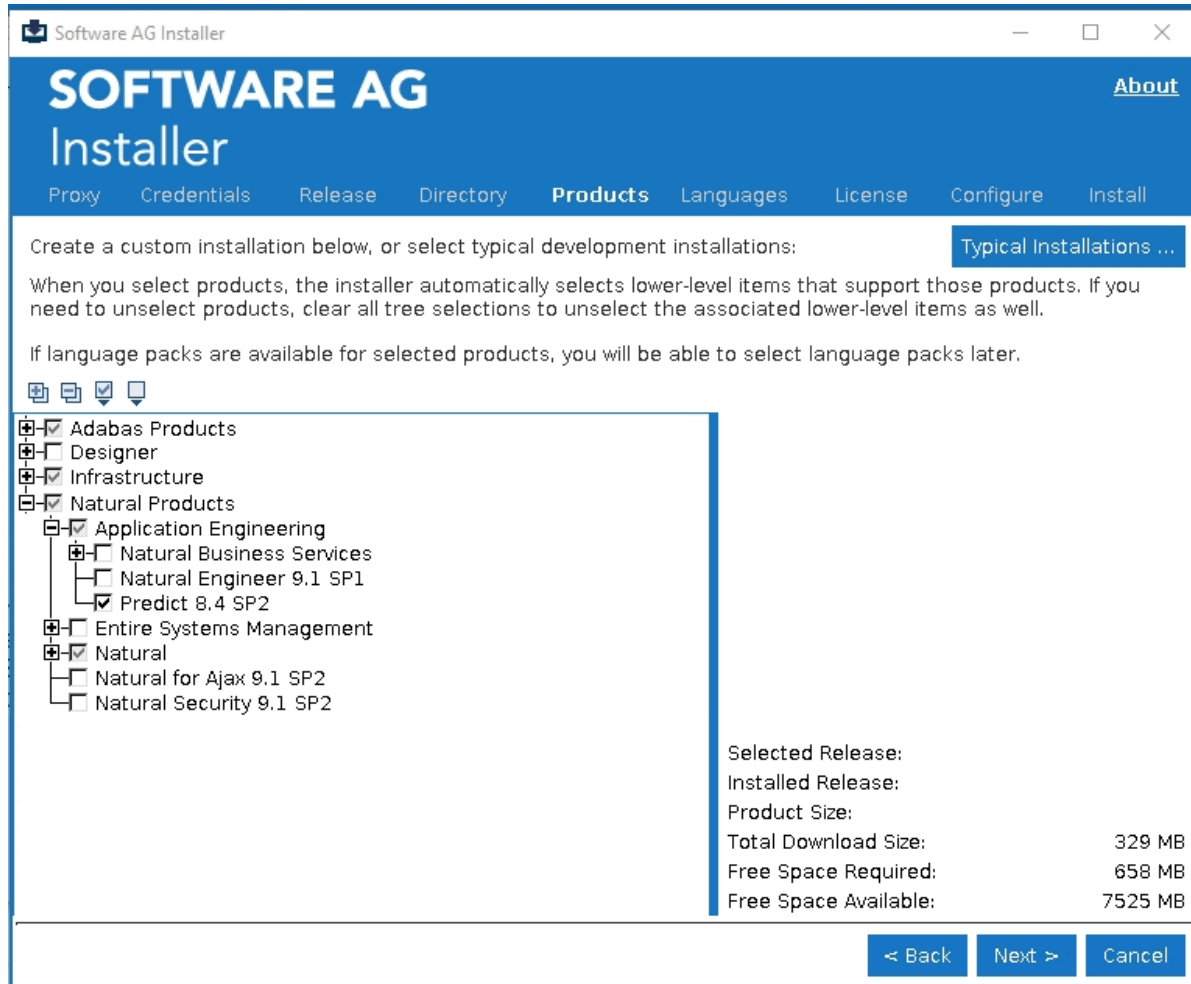 Software AG Installer
SOFTWARE AG
Installer
About
Proxy Credentials Release Directory Products Languages License Configure Install
Create a custom installation below, or select typical development installations:
Typical Installations ...
When you select products, the installer automatically selects lower-level items that support those products. If you
need to unselect products, clear all tree selections to unselect the associated lower-level items as well.
If language packs are available for selected products, you will be able to select language packs later.
Adabas Products
Designer
Infrastructure
Natural Products
Application Engineering
Natural Business Services
Natural Engineer 9.1 SP1
Predict 8.4 SP2
Entire Systems Management
Natural
Natural for Ajax 9.1 SP2
Natural Security 9.1 SP2
Selected Release:
Installed Release:
Product Size:
Total Download Size: 329 MB
Free Space Required: 658 MB
Free Space Available: 7525 MB
< Back Next > Cancel